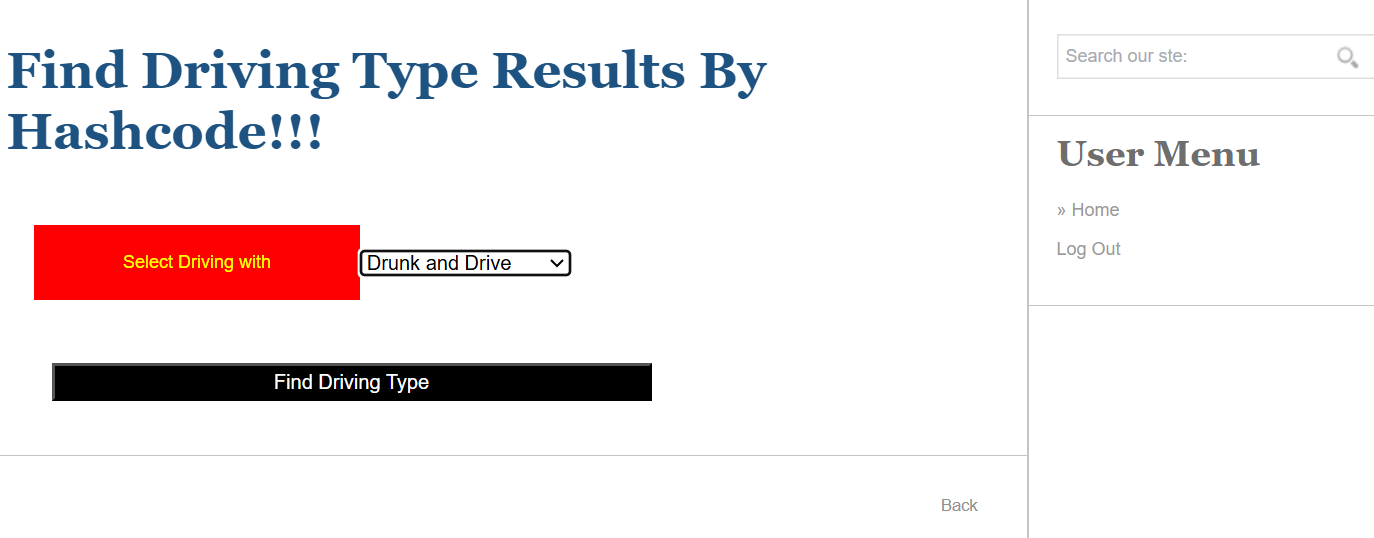 Find Driving Type Results By
Hashcode!!!
Select Driving with
Drunk and Drive
Find Driving Type
Back
Search our ste:
User Menu
» Home
Log Out